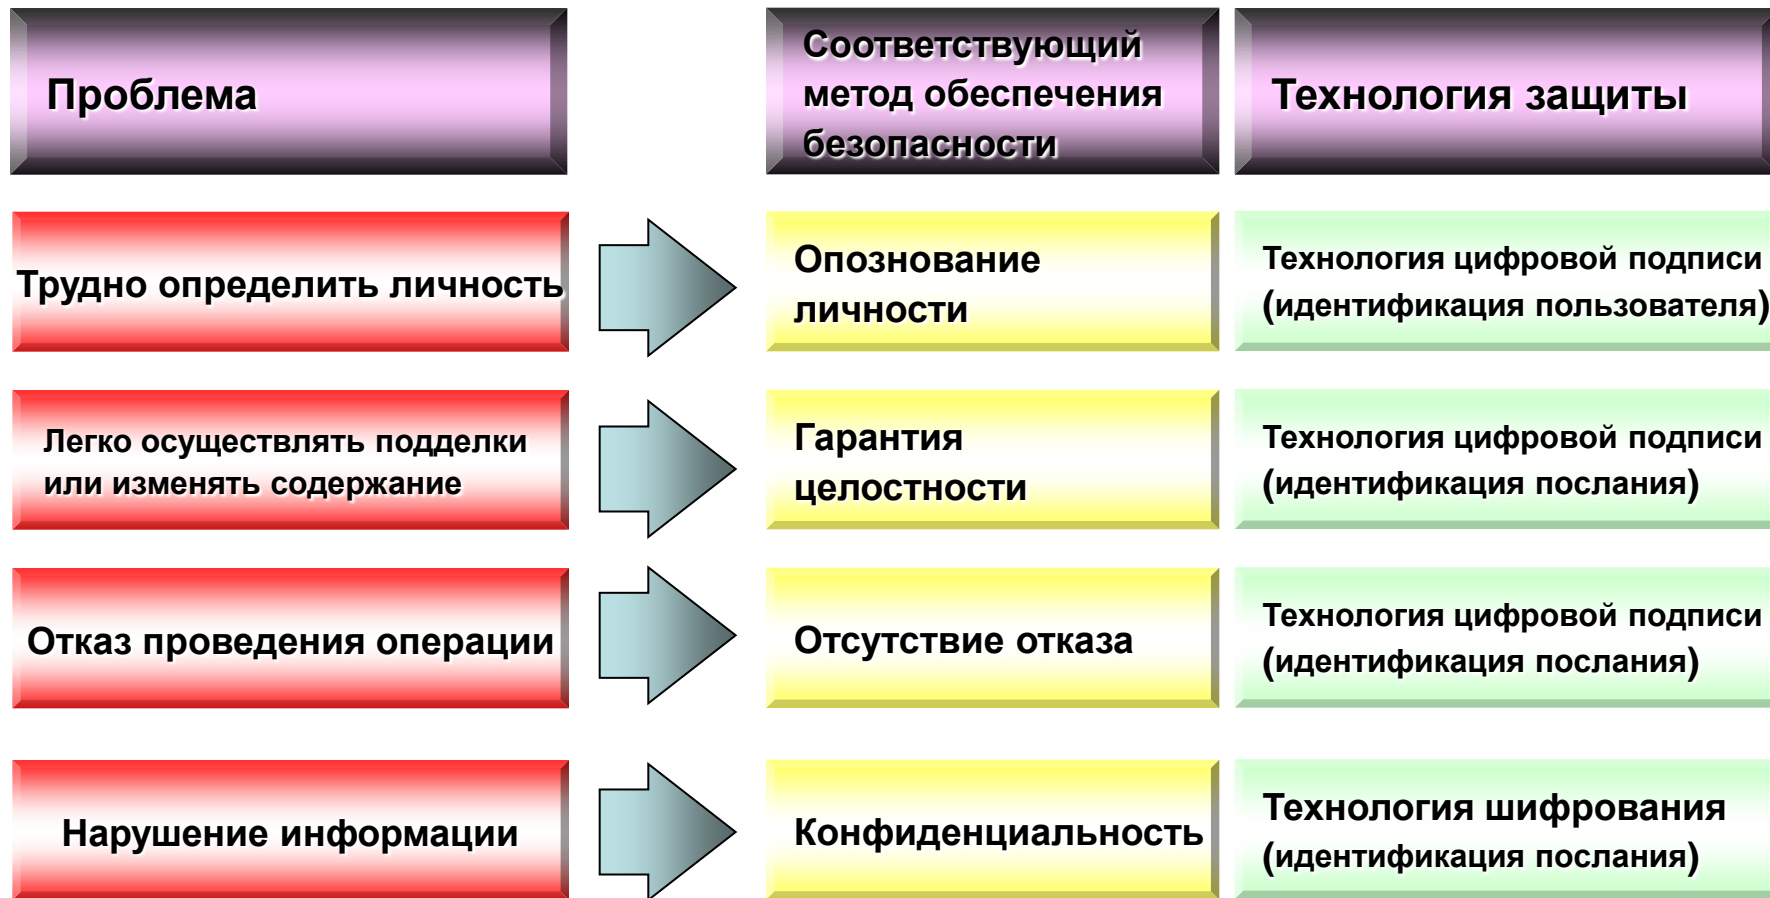 Проблема
Соответствующий
метод обеспечения
безопасности
Технология защиты
Трудно определить личность
Опознование
личности
Технология цифровой подписи
(идентификация пользователя)
Легко осуществлять подделки
или изменять содержание
Гарантия
целостности
Технология цифровой подписи
(идентификация послания)
Отказ проведения операции
Отсутствие отказа
Технология цифровой подписи
(идентификация послания)
Нарушение информации
Конфиденциальность
Технология шифрования
(идентификация послания)